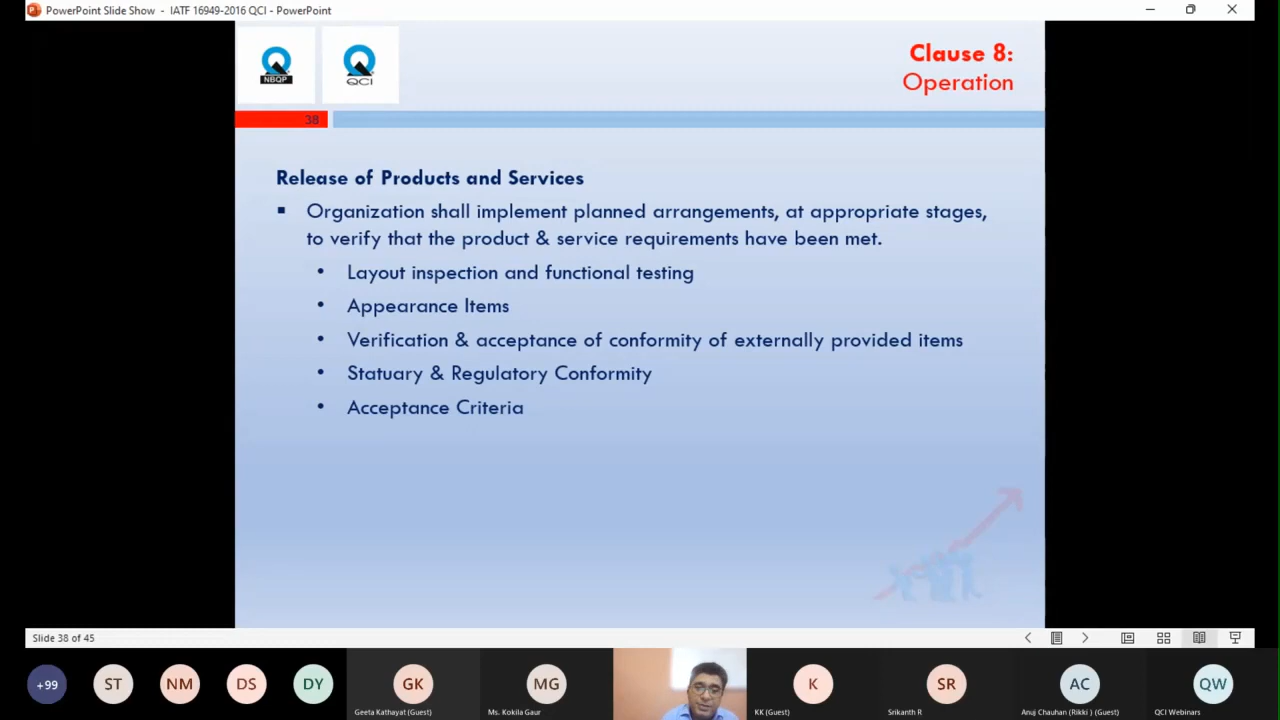 PowerPoint Slide Show - IATF 16949-2016 QCI - PowerPoint
NBQP
QCI
Clause 8:
Operation
38
Release of Products and Services
Organization shall implement planned arrangements, at appropriate stages,
to verify that the product & service requirements have been met.
Layout inspection and functional testing
Appearance Items
Verification & acceptance of conformity of externally provided items
Statuary & Regulatory Conformity
Acceptance Criteria
Slide 38 of 45
+99
ST
NM
DS
DY
GK
MG
K
SR
AC
QW
Geeta Kathayat (Guest)
Ms. Kokila Gaur
KK (Guest)
Srikanth R
Anuj Chauhan (Rikki ) (Guest)
QCI Webinars